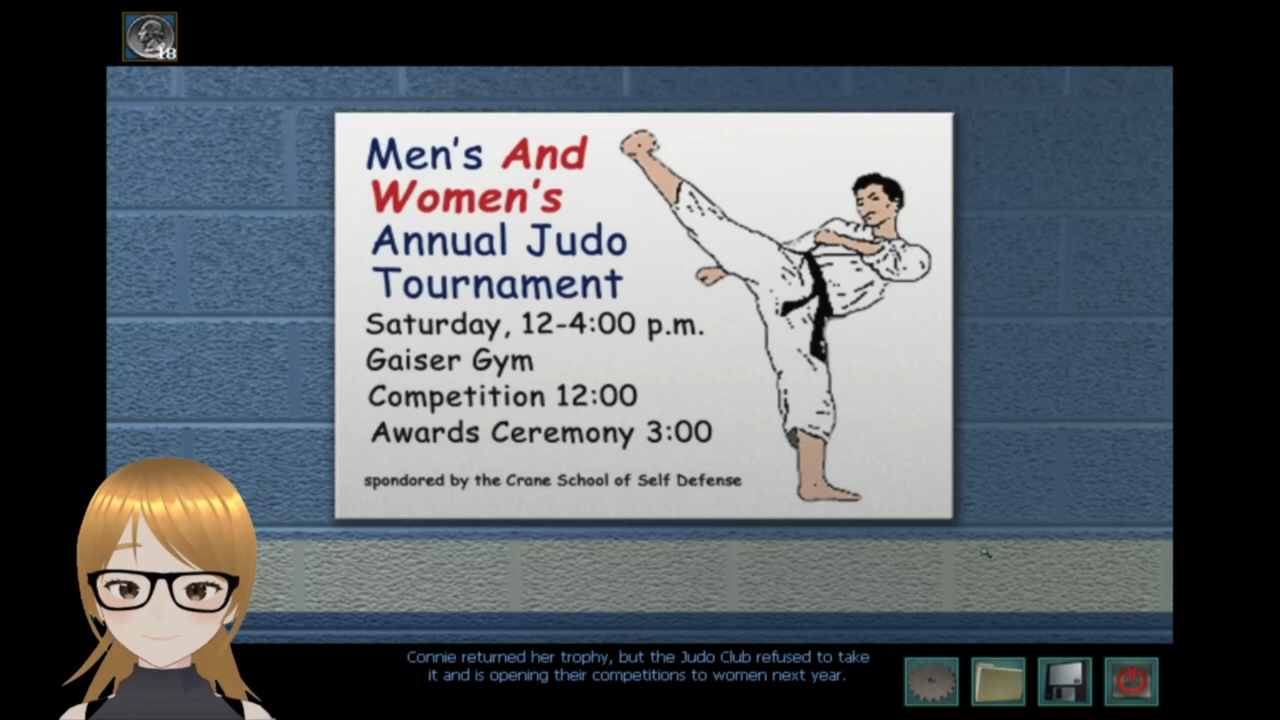 18
Men's And
Women's
Annual Judo
Tournament
Saturday, 12-4:00 p.m.
Gaiser Gym
Competition 12:00
Awards Ceremony 3:00
spondored by the Crane School of Self Defense
Connie returned her trophy, but the Judo Club refused to take
it and is opening their competitions to women next year.